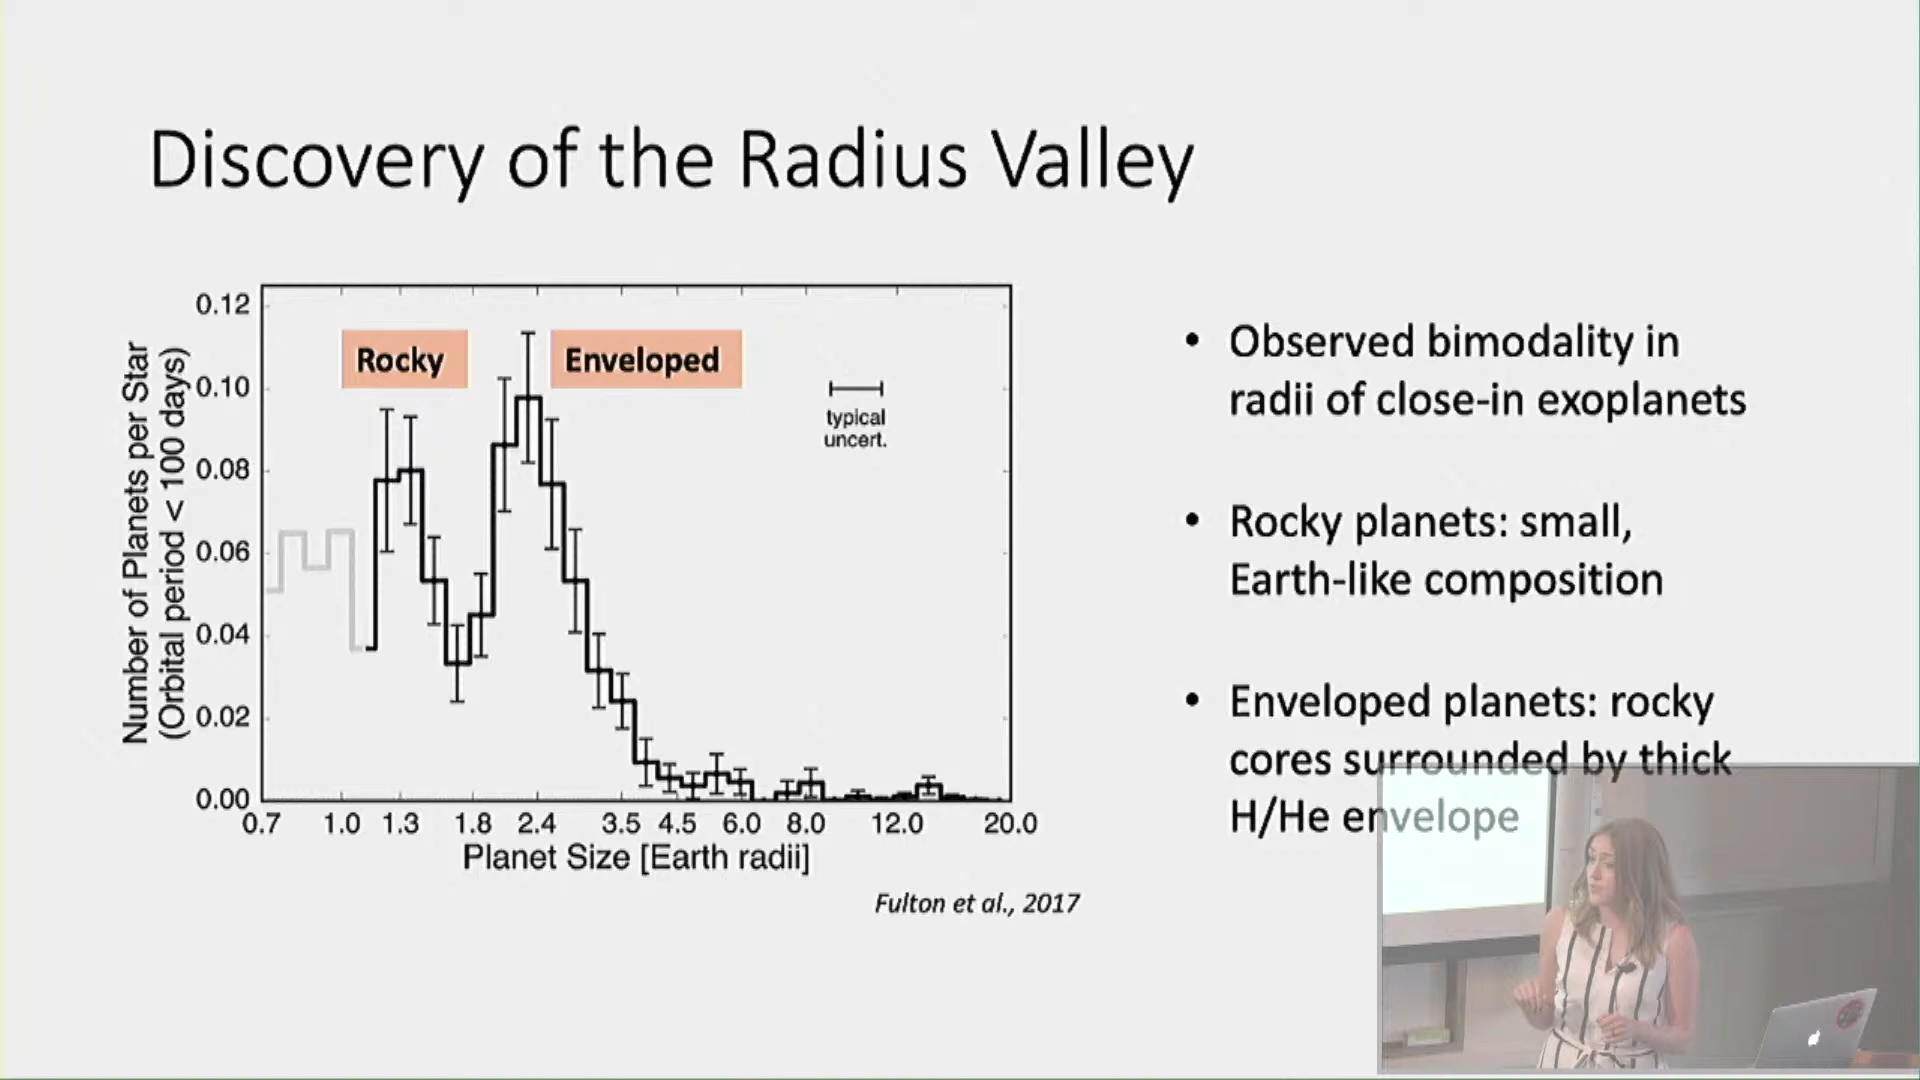 Discovery of the Radius Valley
Number of Planets per Star
(Orbital period < 100 days)
0.12
0.10
0.08
0.06
0.04
0.02
0.00
Rocky
Enveloped
typical
uncert.
0.7 1.0 1.3 1.8 2.4 3.5 4.5 6.0 8.0 12.0 20.0
Planet Size [Earth radii]
Fulton et al., 2017
• Observed bimodality in
radii of close-in exoplanets
• Rocky planets: small,
Earth-like composition
• Enveloped planets: rocky
cores surrounded by thick
H/He envelope